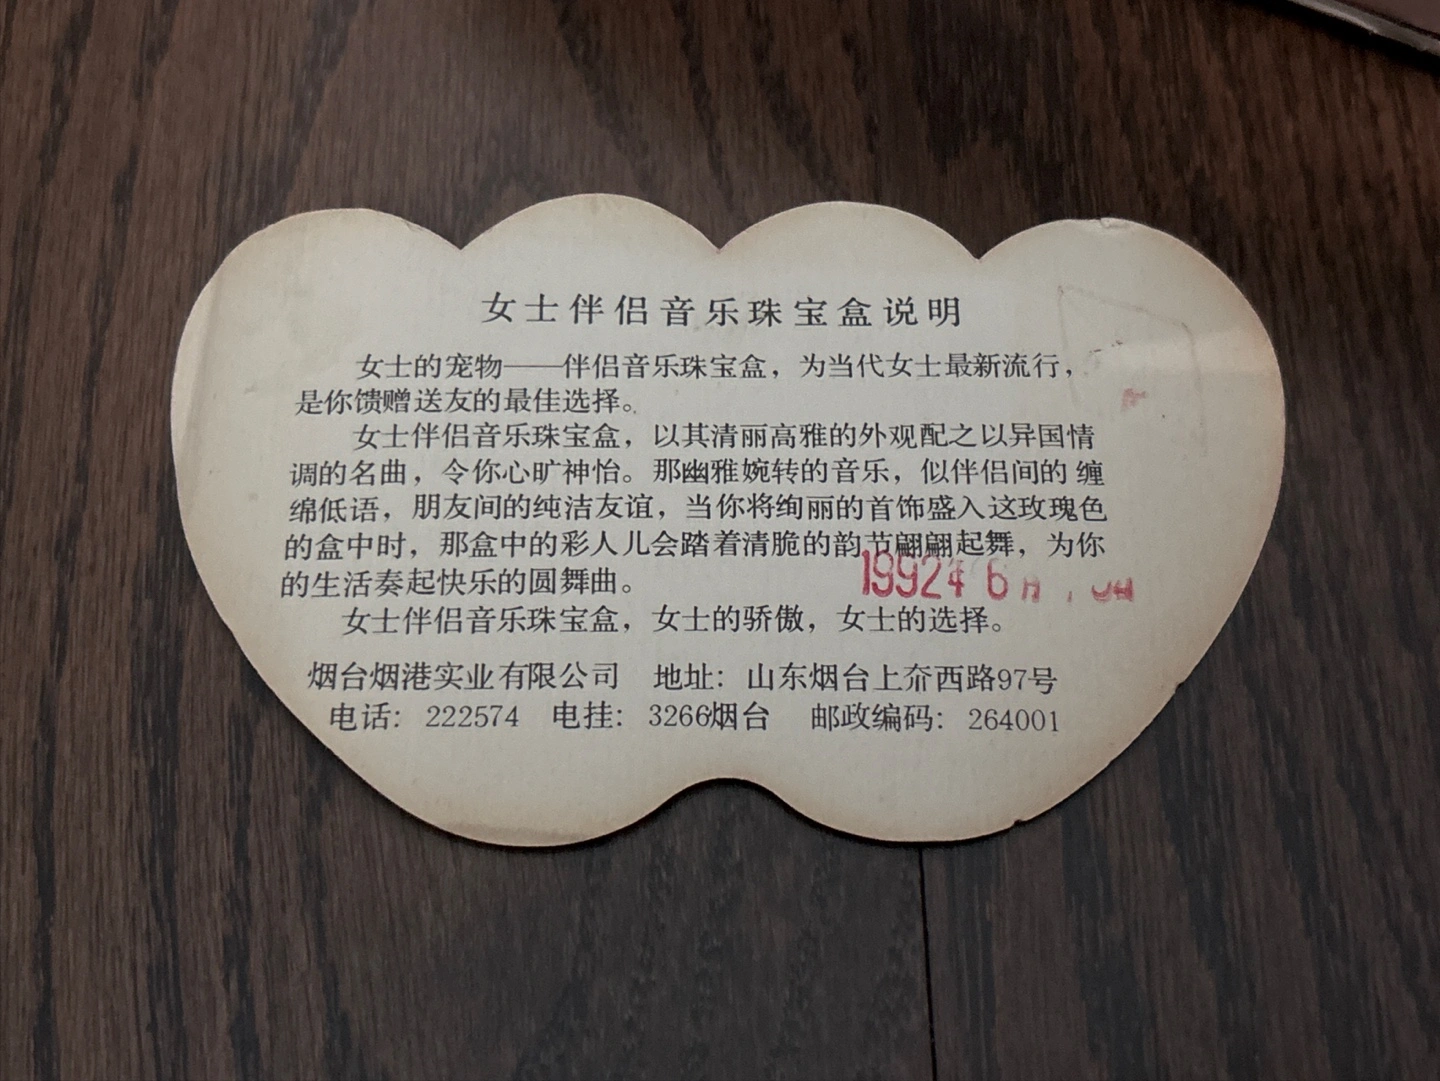 女士伴侣音乐珠宝盒说明
女士的宠物——伴侣音乐珠宝盒，为当代女士最新流行，
是你馈赠送友的最佳选择。
女士伴侣音乐珠宝盒，以其清丽高雅的外观配之以异国情
调的名曲，令你心旷神怡。那幽雅婉转的音乐，似伴侣间的缠
绵低语，朋友间的纯洁友谊，当你将绚丽的首饰盛入这玫瑰色
的盒中时，那盒中的彩人儿会踏着清脆的韵节翩翩起舞，为你
的生活奏起快乐的圆舞曲。
1992年6月
女士伴侣音乐珠宝盒，女士的骄傲，女士的选择。
烟台烟港实业有限公司 地址：山东烟台上夼西路97号
电话：222574 电挂：3266烟台 邮政编码：264001